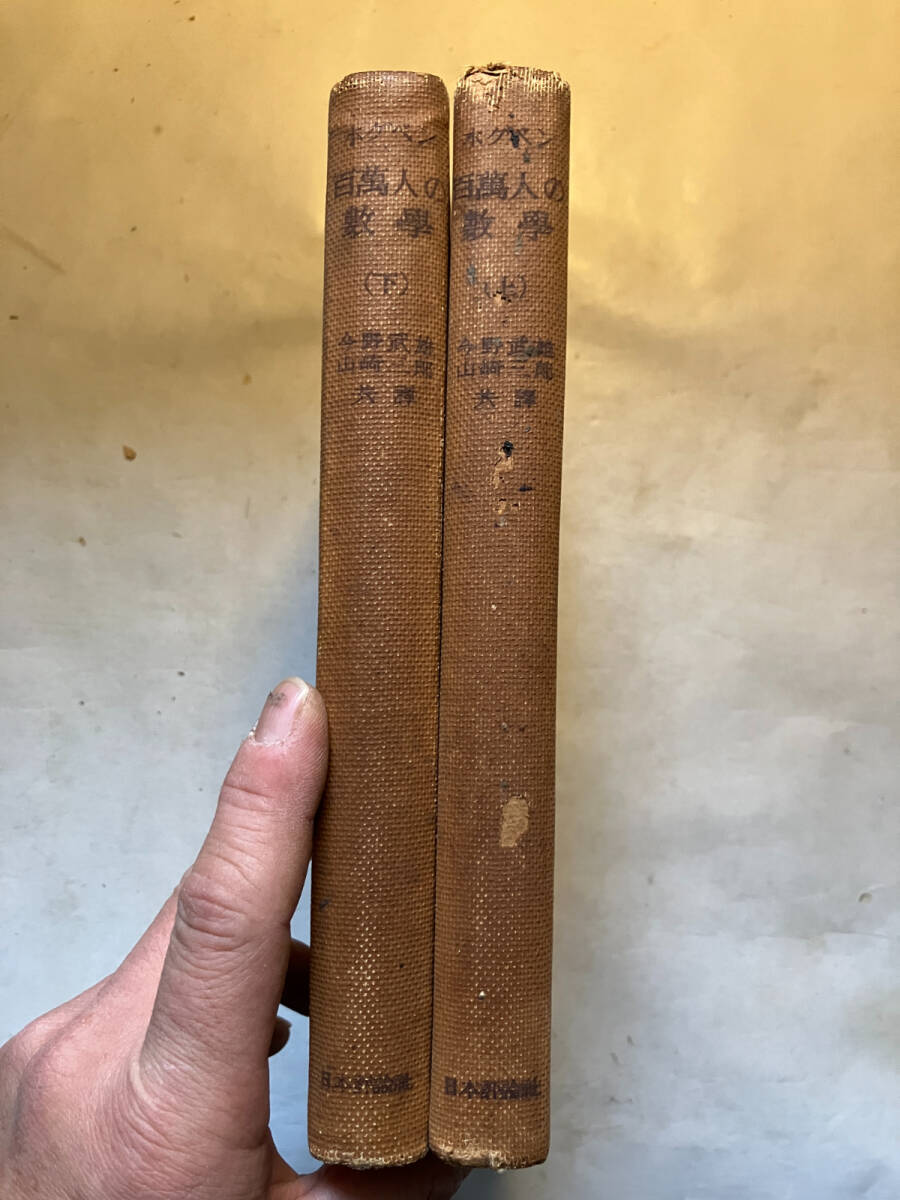 ホグベン
百萬人の
數學
(下)
今野武雄
山崎三郎
共譯
日本評論社
ホグベン
百萬人の
數學
(上)
今野武雄
山崎三郎
共譯
日本評論社